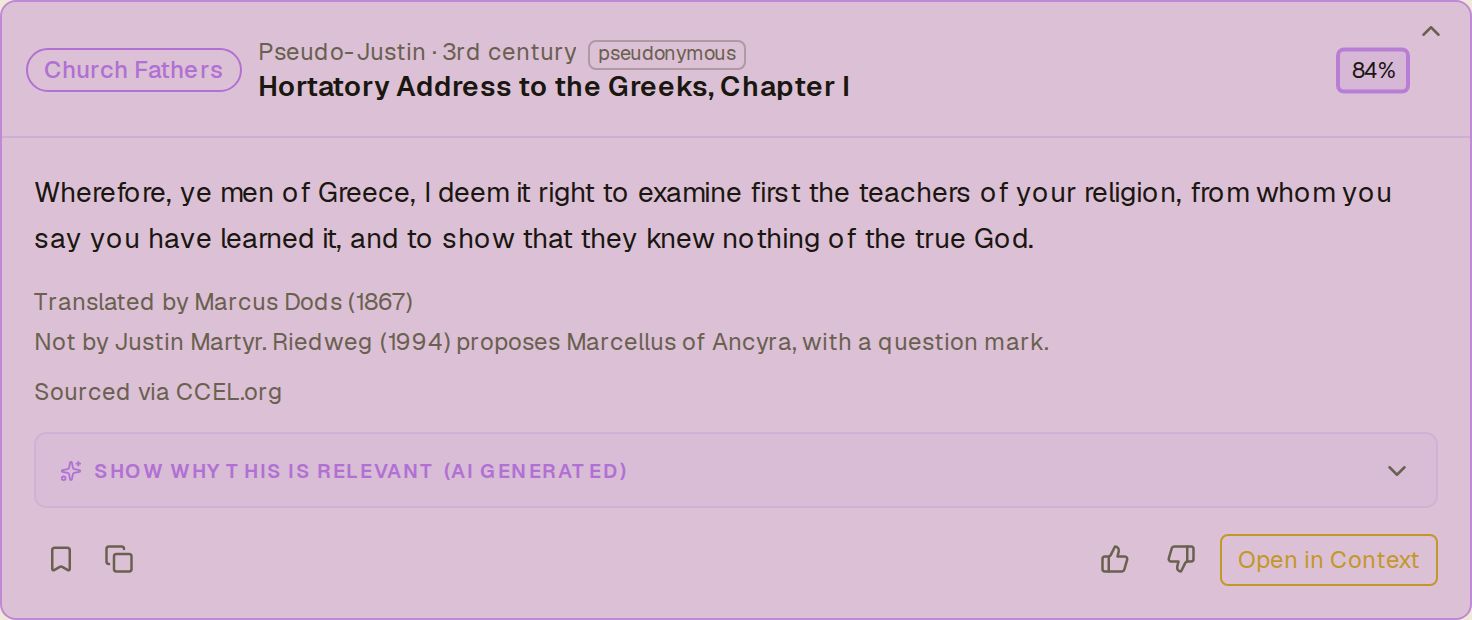 Church Fathers
Pseudo-Justin · 3rd century pseudonymous
Hortatory Address to the Greeks, Chapter I
84%
Wherefore, ye men of Greece, I deem it right to examine first the teachers of your religion, from whom you
say you have learned it, and to show that they knew nothing of the true God.
Translated by Marcus Dods (1867)
Not by Justin Martyr. Riedweg (1994) proposes Marcellus of Ancyra, with a question mark.
Sourced via CCEL.org
SHOW WHY THIS IS RELEVANT (AI GENERATED)
Open in Context